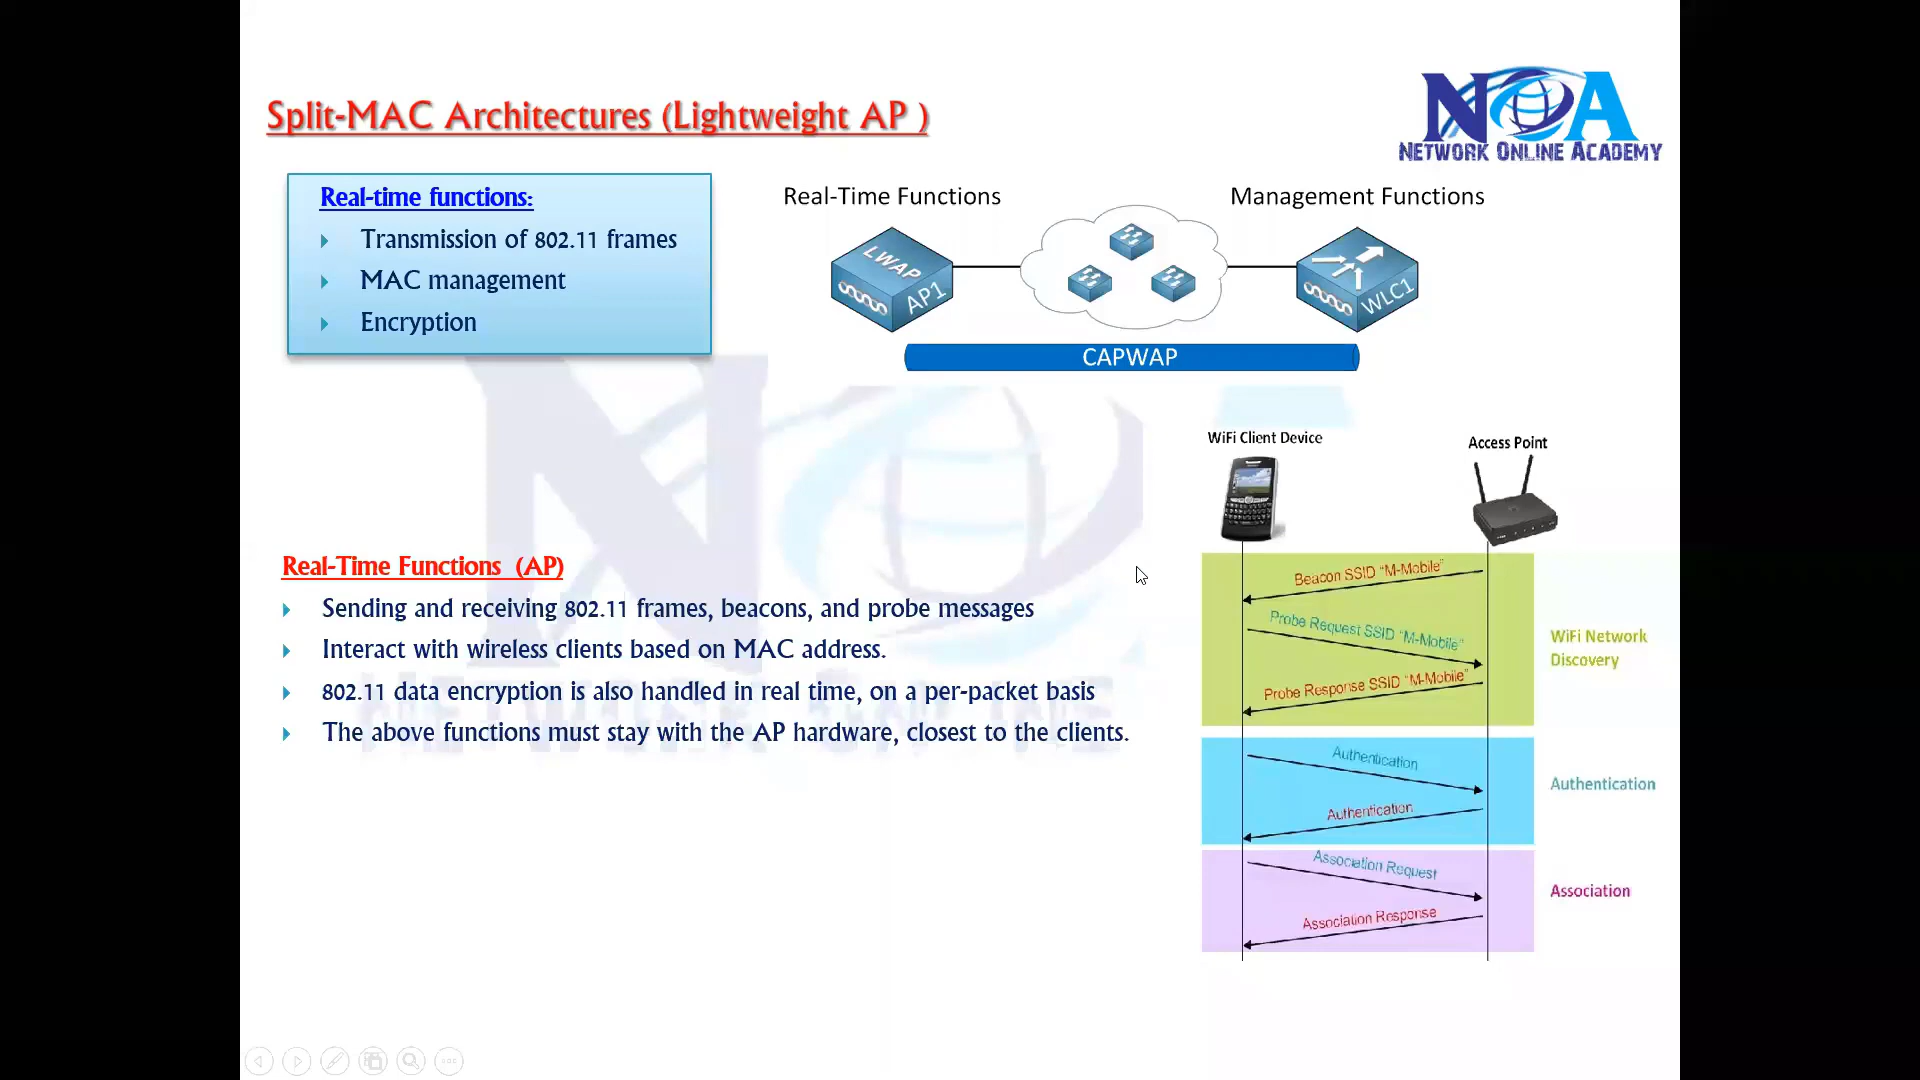 Split-MAC Architectures (Lightweight AP )
NOA
NETWORK ONLINE ACADEMY
Real-time functions:
Transmission of 802.11 frames
MAC management
Encryption
Real-Time Functions
Management Functions
LWAP
AP1
WLC1
CAPWAP
WiFi Client Device
Access Point
Real-Time Functions (AP)
Sending and receiving 802.11 frames, beacons, and probe messages
Interact with wireless clients based on MAC address.
802.11 data encryption is also handled in real time, on a per-packet basis
The above functions must stay with the AP hardware, closest to the clients.
Beacon SSID "M-Mobile"
Probe Request SSID "M-Mobile"
Probe Response SSID "M-Mobile"
WiFi Network
Discovery
Authentication
Authentication
Authentication
Association Request
Association Response
Association